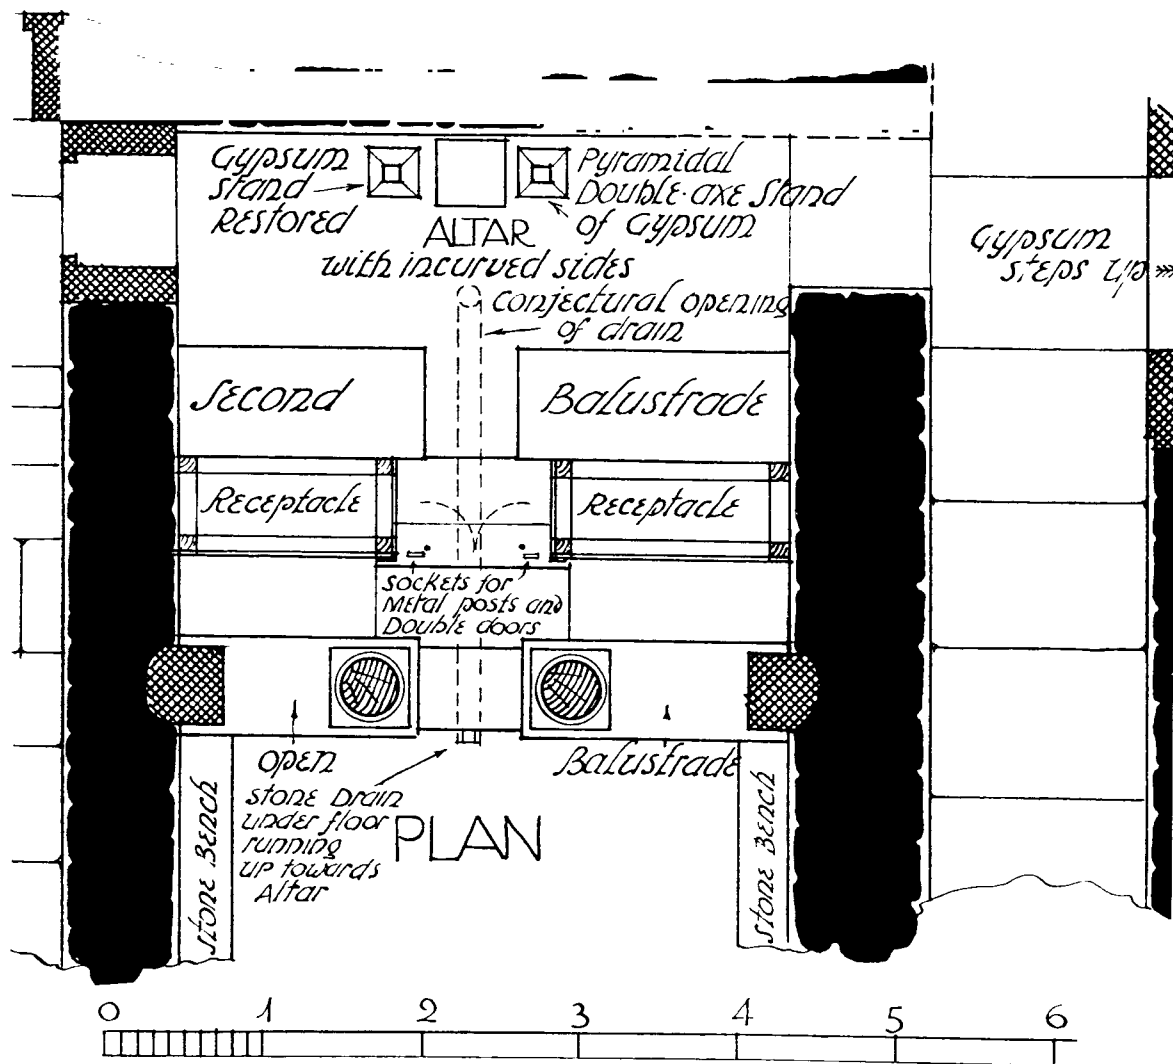 Gypsum
stand
Restored
Pyramidal
Double-axe Stand
of Gypsum
ALTAR
with incurved sides
Gypsum
steps up
Conjectural opening
of drain
Second
Balustrade
Receptacle
Receptacle
Sockets for
Metal posts and
Double doors
Open
Balustrade
Stone Drain
under floor
running
up towards
Altar
PLAN
Stone Bench
Stone Bench
0 1 2 3 4 5 6